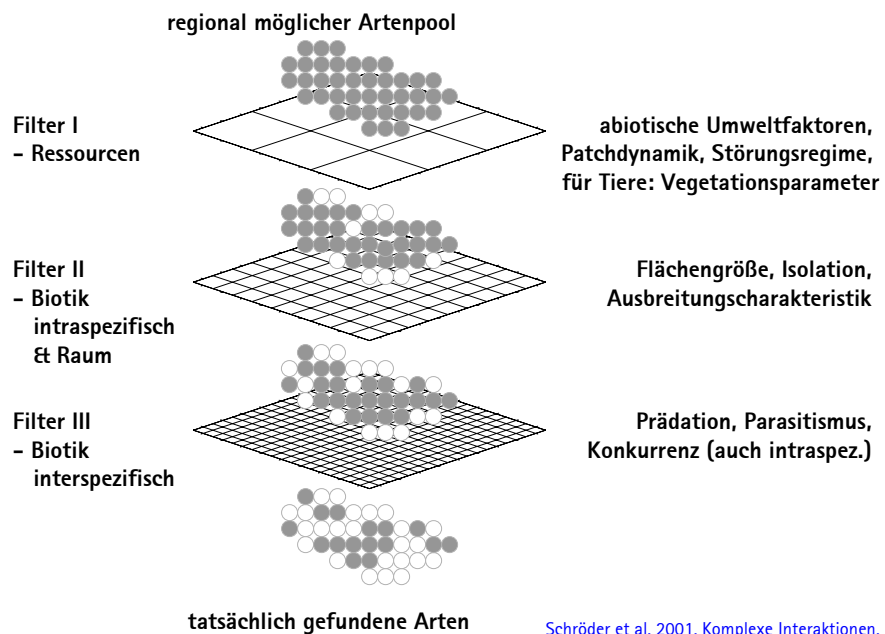 regional möglicher Artenpool
Filter I
- Ressourcen
abiotische Umweltfaktoren,
Patchdynamik, Störungsregime,
für Tiere: Vegetationsparameter
Filter II
- Biotik
intraspezifisch
& Raum
Flächengröße, Isolation,
Ausbreitungscharakteristik
Filter III
- Biotik
interspezifisch
Prädation, Parasitismus,
Konkurrenz (auch intraspez.)
tatsächlich gefundene Arten
Schröder et al. 2001. Komplexe Interaktionen.